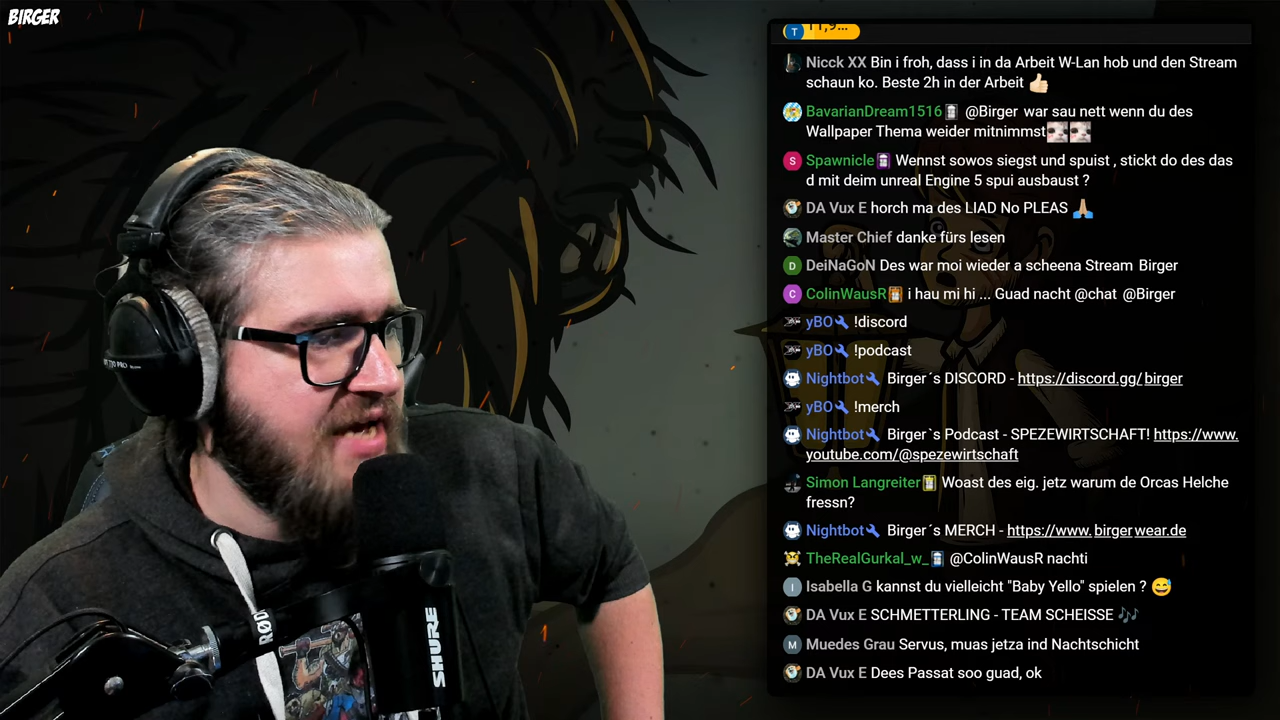 BIRGER
T 11,9...
Nicck XX Bin i froh, dass i in da Arbeit W-Lan hob und den Stream
schaun ko. Beste 2h in der Arbeit 👍🏻
BavarianDream1516 @Birger war sau nett wenn du des
Wallpaper Thema weider mitnimmst
S Spawnicle Wennst sowos siegst und spuist , stickt do des das
d mit deim unreal Engine 5 spui ausbaust ?
DA Vux E horch ma des LIAD No PLEAS 🙏🏼
Master Chief danke fürs lesen
D DeiNaGoN Des war moi wieder a scheena Stream Birger
C ColinWausR i hau mi hi ... Guad nacht @chat @Birger
yBO !discord
yBO !podcast
Nightbot Birger´s DISCORD - https://discord.gg/birger
yBO !merch
Nightbot Birger`s Podcast - SPEZEWIRTSCHAFT! https://www.
youtube.com/@spezewirtschaft
Simon Langreiter Woast des eig. jetz warum de Orcas Helche
fressn?
Nightbot Birger´s MERCH - https://www.birgerwear.de
TheRealGurkal_w_ @ColinWausR nachti
I Isabella G kannst du vielleicht "Baby Yello" spielen ? 😅
DA Vux E SCHMETTERLING - TEAM SCHEISSE 🎶
M Muedes Grau Servus, muas jetza ind Nachtschicht
DA Vux E Dees Passat soo guad, ok
RØDE
SHURE